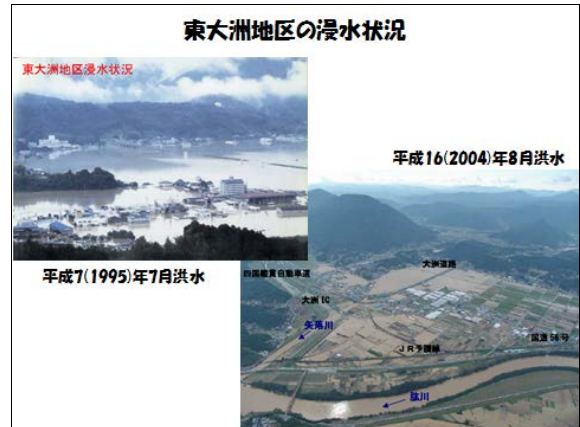 東大洲地区の浸水状況
東大洲地区浸水状況
平成16(2004)年8月洪水
平成7(1995)年7月洪水
四国縦貫自動車道
大洲道路
大洲IC
矢落川
国道56号
JR予讃線
肱川